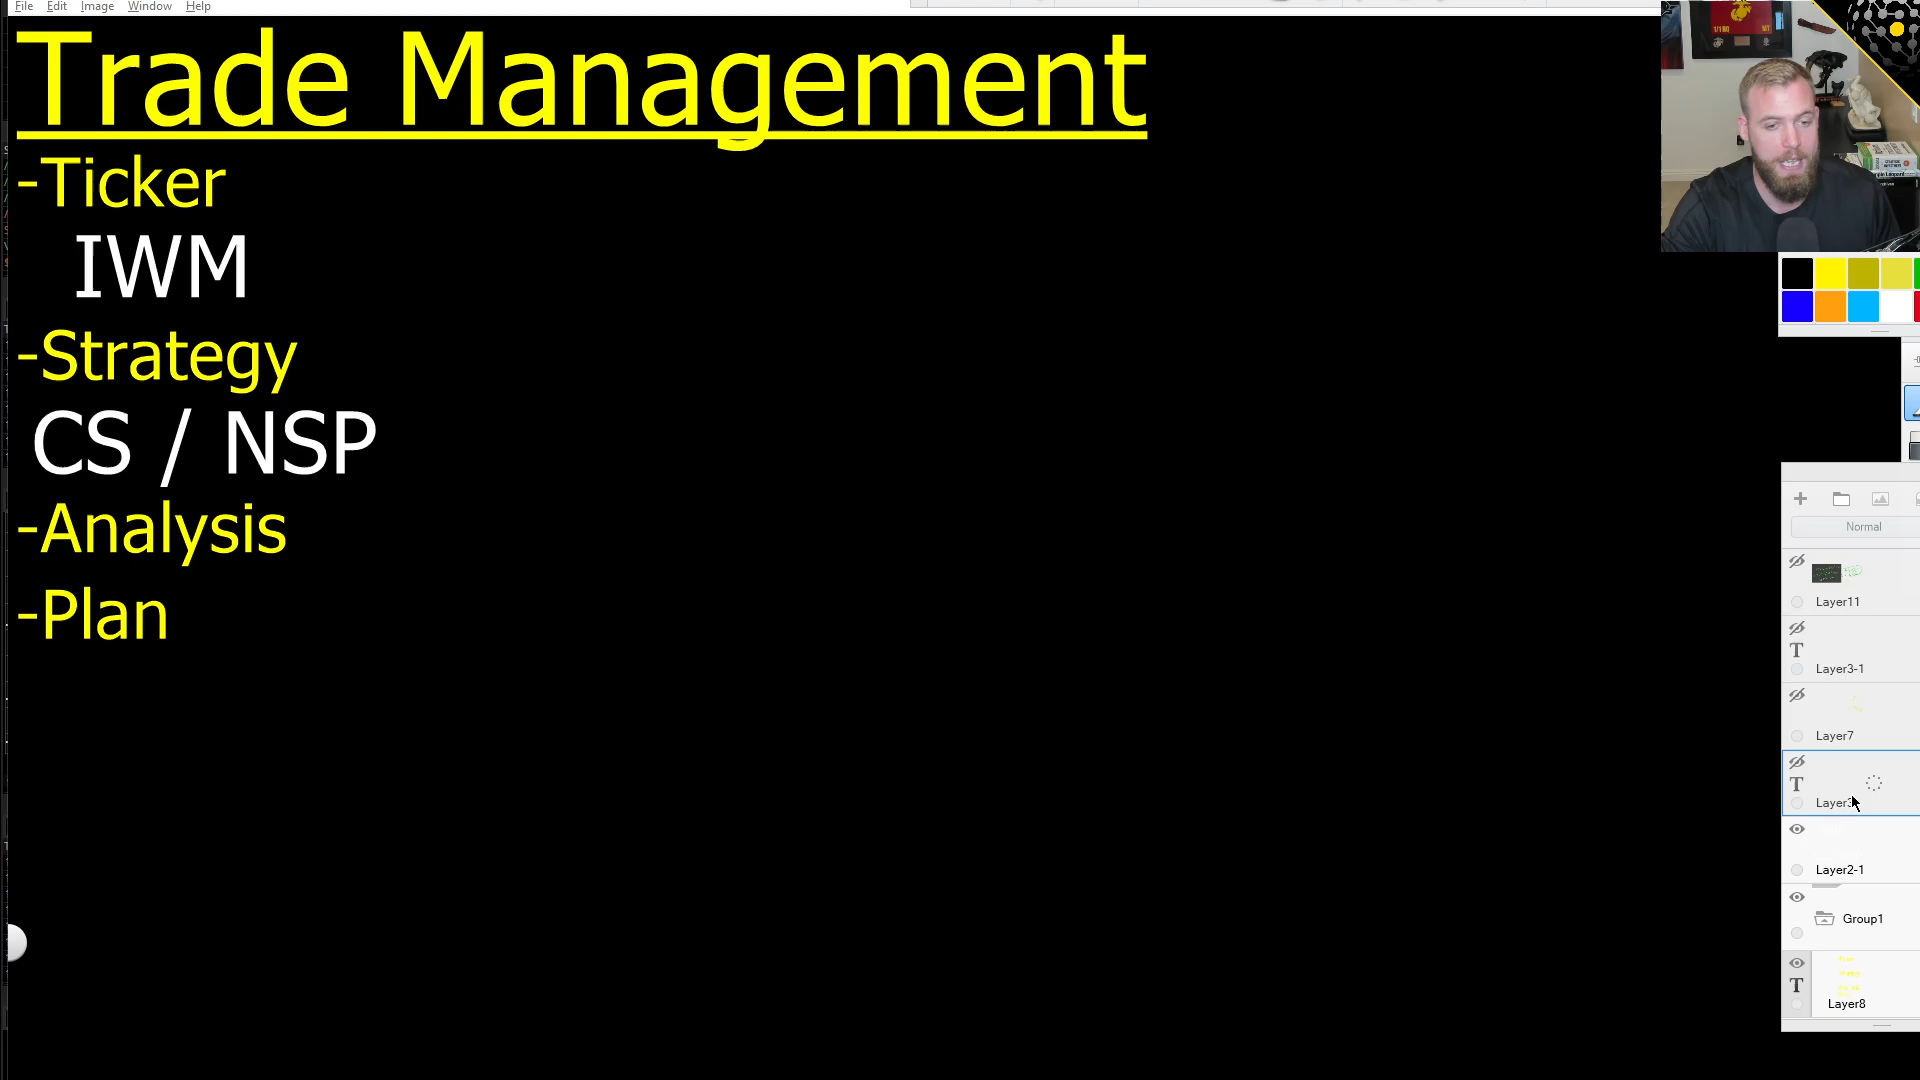 File Edit Image Window Help
Trade Management
-Ticker
IWM
-Strategy
CS / NSP
-Analysis
-Plan
Normal
Layer11
T
Layer3-1
Layer7
T
Layer2-1
Group1
T
Layer8